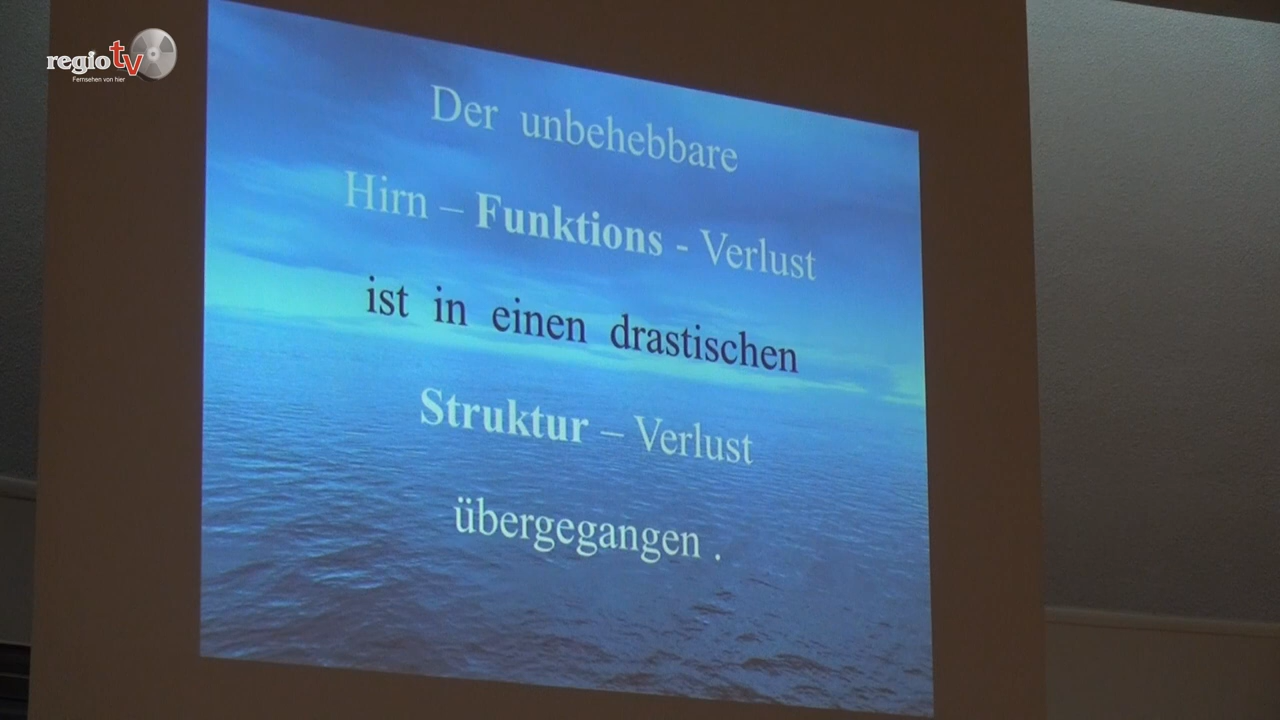 regio tv
Fernsehen von hier
Der unbehebbare
Hirn – Funktions - Verlust
ist in einen drastischen
Struktur – Verlust
übergegangen .